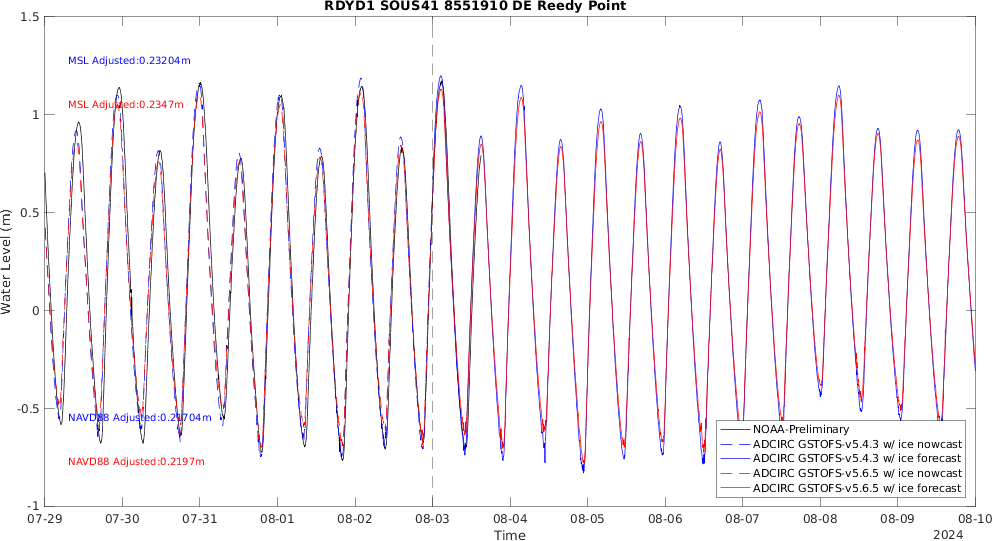 RDYD1 SOUS41 8551910 DE Reedy Point
1.5
1
0.5
0
-0.5
-1
Water Level (m)
MSL Adjusted:0.23204m
MSL Adjusted:0.2347m
NAVD88 Adjusted:0.21704m
NAVD88 Adjusted:0.2197m
NOAA-Preliminary
ADCIRC GSTOFS-v5.4.3 w/ ice nowcast
ADCIRC GSTOFS-v5.4.3 w/ ice forecast
ADCIRC GSTOFS-v5.6.5 w/ ice nowcast
ADCIRC GSTOFS-v5.6.5 w/ ice forecast
07-29 07-30 07-31 08-01 08-02 08-03 08-04 08-05 08-06 08-07 08-08 08-09 08-10
Time
2024